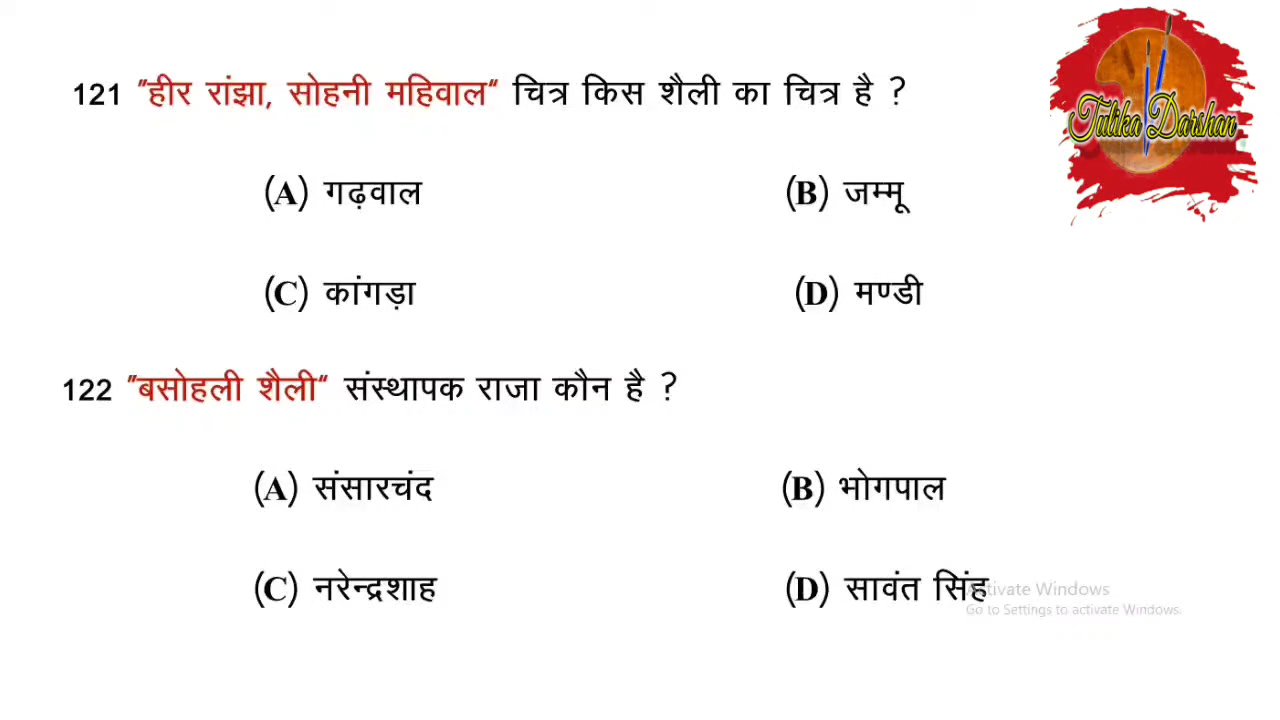 121 "हीर रांझा, सोहनी महिवाल" चित्र किस शैली का चित्र है ?
Tulika Darshan
(A) गढ़वाल (B) जम्मू
(C) कांगड़ा (D) मण्डी
122 "बसोहली शैली" संस्थापक राजा कौन है ?
(A) संसारचंद (B) भोगपाल
(C) नरेन्द्रशाह (D) सावंत सिंह
Activate Windows
Go to Settings to activate Windows.